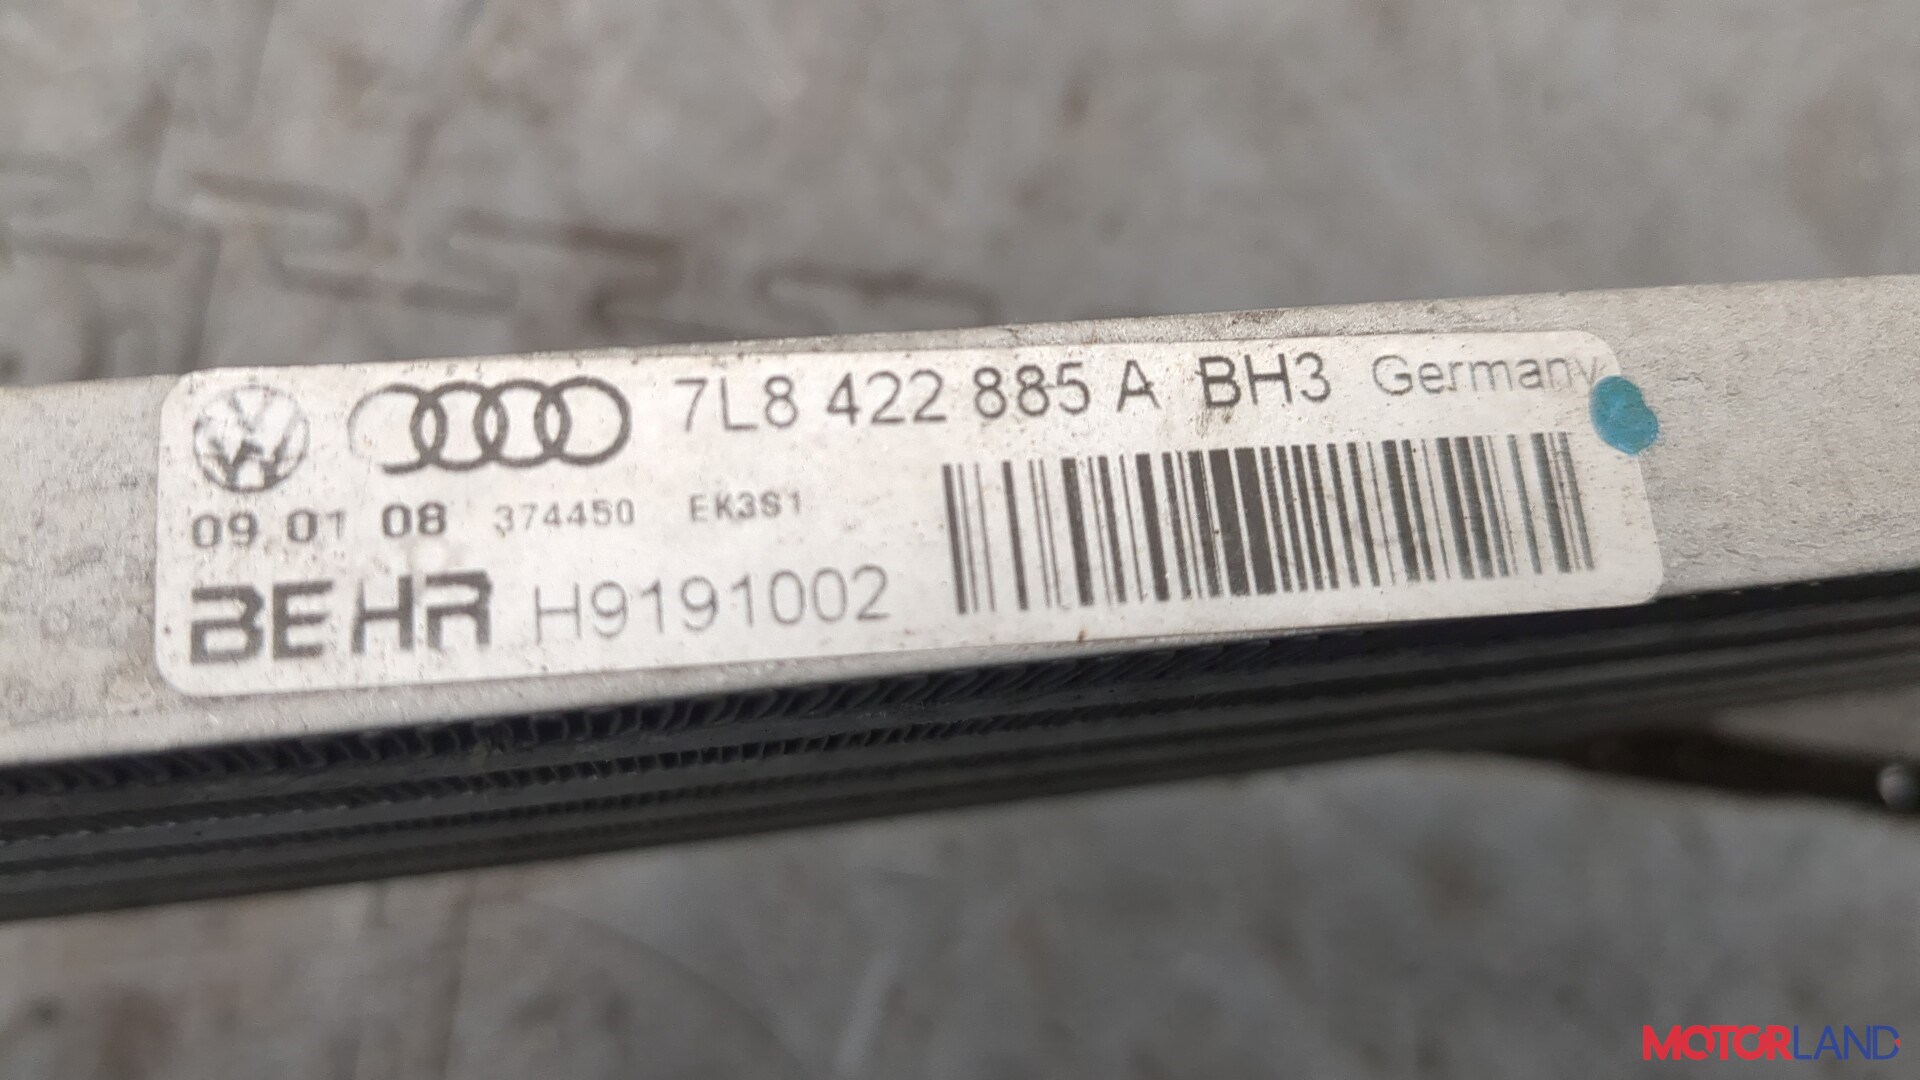 7L8 422 885 A BH3 Germany
09.01 08 374450 EK3S1
BEHR H9191002
MOTORLAND